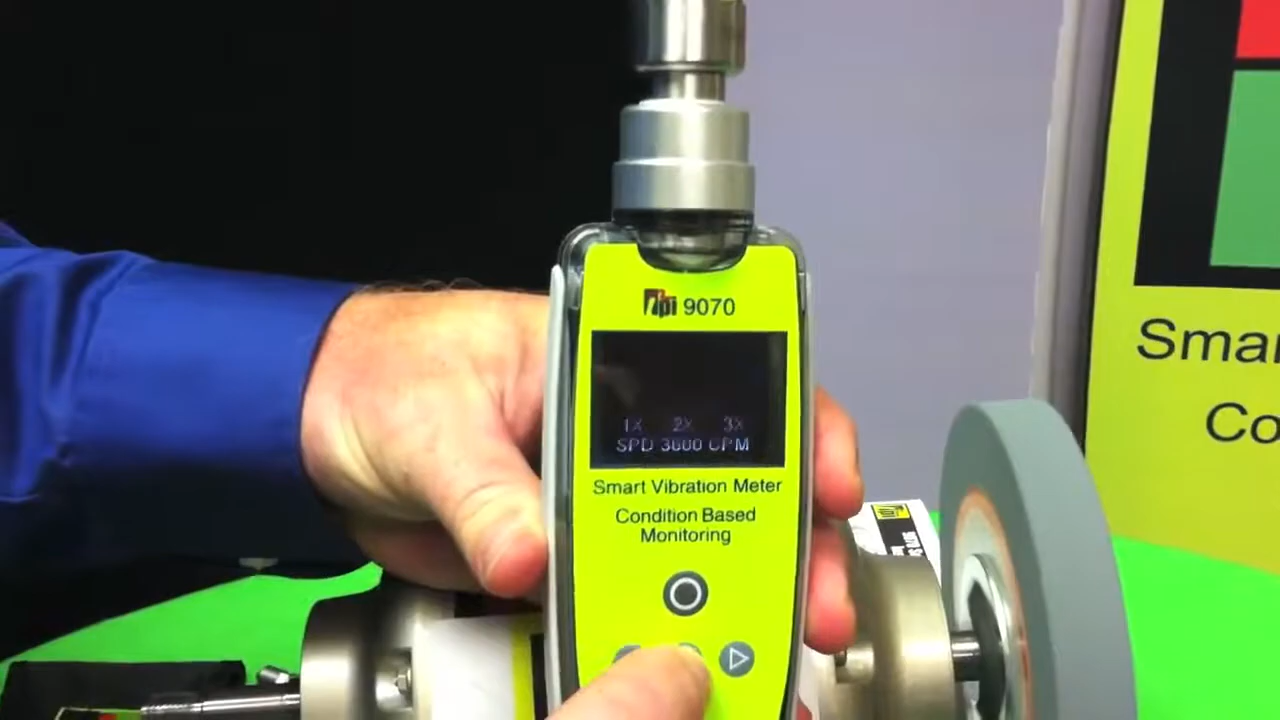 tpi 9070
1X 2X 3X
SPD 3600 CPM
Smart Vibration Meter
Condition Based
Monitoring
Smar
Co